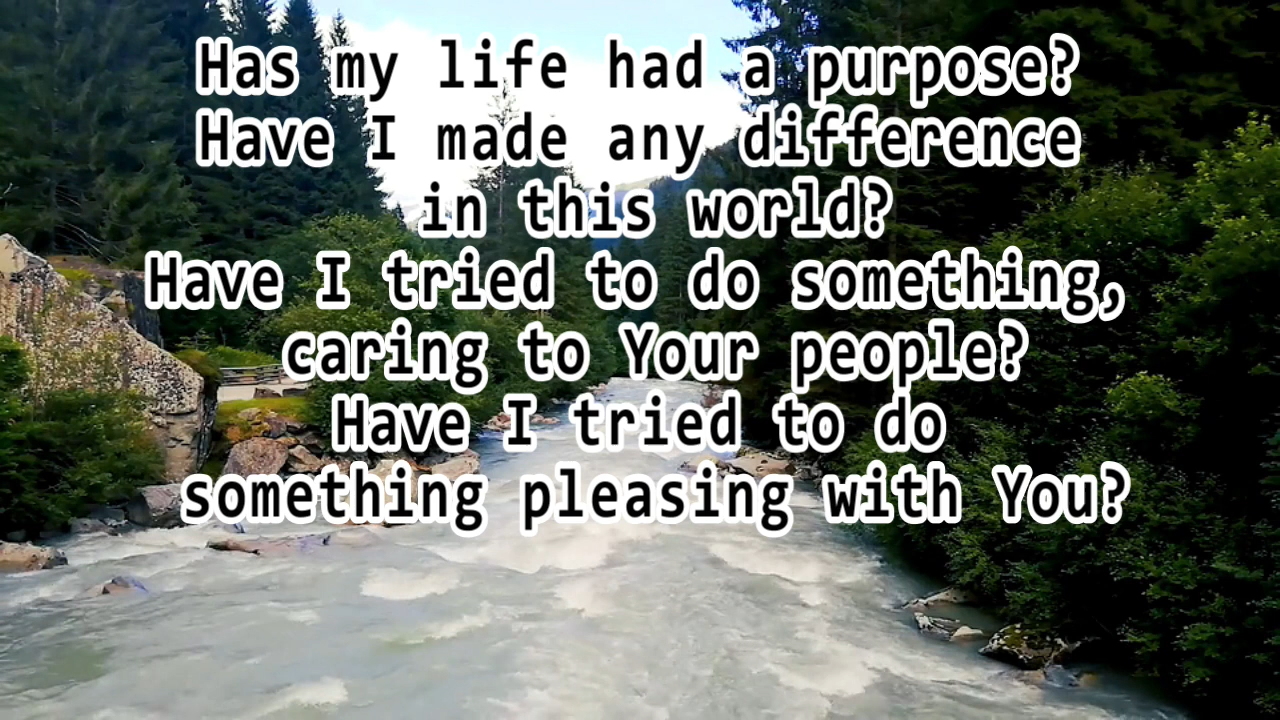 Has my life had a purpose?
Have I made any difference
in this world?
Have I tried to do something,
caring to Your people?
Have I tried to do
something pleasing with You?